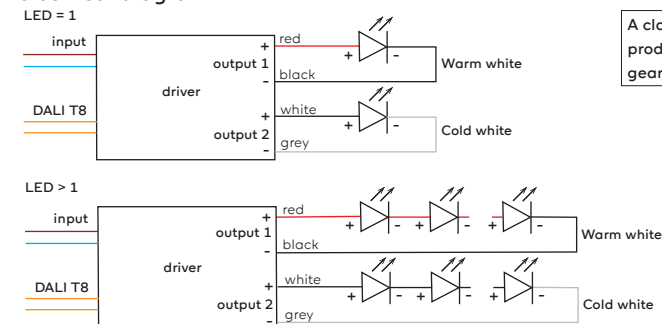 LED = 1
input
DALI T8
driver
+
output 1
-
+
output 2
-
red
black
white
grey
+ -
Warm white
+ -
Cold white
A
prod
gear
LED > 1
input
DALI T8
driver
+
output 1
-
+
output 2
-
red
black
white
grey
+ - + - + -
Warm white
+ - + - + -
Cold white